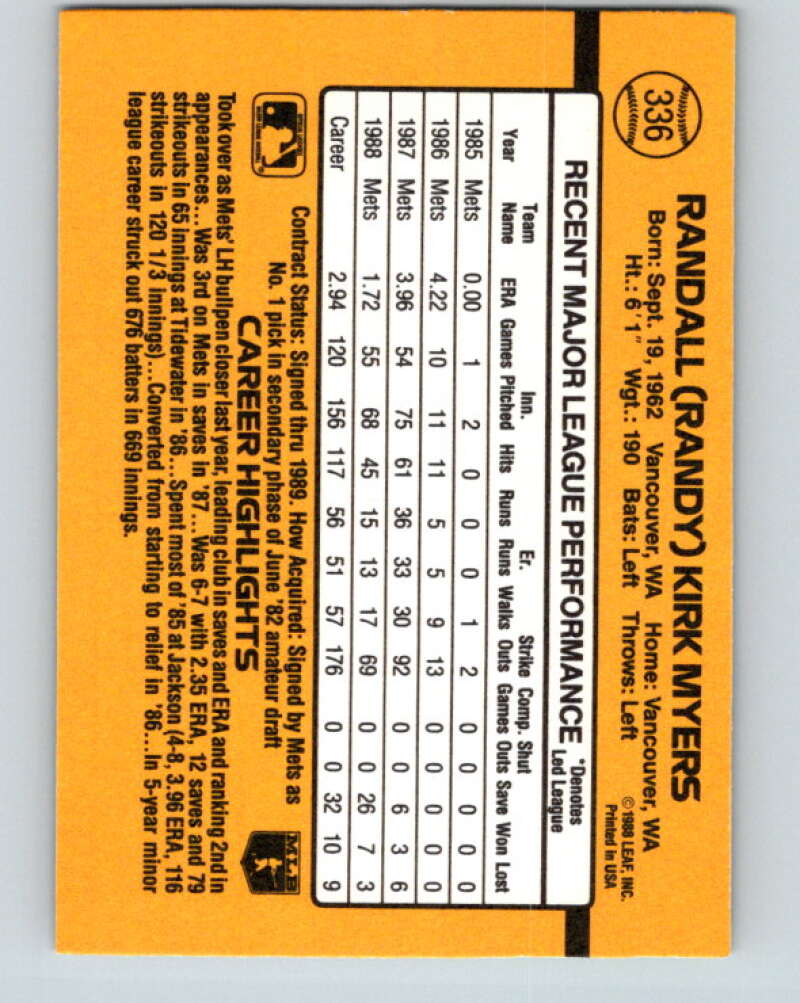 336
RANDALL (RANDY) KIRK MYERS
Born: Sept. 19, 1962 Vancouver, WA Home: Vancouver, WA
Ht.: 6'1" Wgt.: 190 Bats: Left Throws: Left
©1988 LEAF, INC.
Printed in USA
RECENT MAJOR LEAGUE PERFORMANCE *Denotes Led League
Team Inn. Er. Strike Comp. Shut
Year Name ERA Games Pitched Hits Runs Runs Walks Outs Games Outs Save Won Lost
1985 Mets 0.00 1 2 0 0 0 1 2 0 0 0 0 0
1986 Mets 4.22 10 11 11 5 5 9 13 0 0 0 0 0
1987 Mets 3.96 54 75 61 36 33 30 92 0 0 6 3 6
1988 Mets 1.72 55 68 45 15 13 17 69 0 0 26 7 3
Career 2.94 120 156 117 56 51 57 176 0 0 32 10 9
Contract Status: Signed thru 1989. How Acquired: Signed by Mets as
No. 1 pick in secondary phase of June '82 amateur draft
MLB
CAREER HIGHLIGHTS
Took over as Mets' LH bullpen closer last year, leading club in saves and ERA and ranking 2nd in
appearances...Was 3rd on Mets in saves in '87...Was 6-7 with 2.35 ERA, 12 saves and 79
strikeouts in 65 innings at Tidewater in '86...Spent most of '85 at Jackson (4-8, 3.96 ERA, 116
strikeouts in 120 1/3 innings)...Converted from starting to relief in '86...In 5-year minor
league career struck out 676 batters in 669 innings.